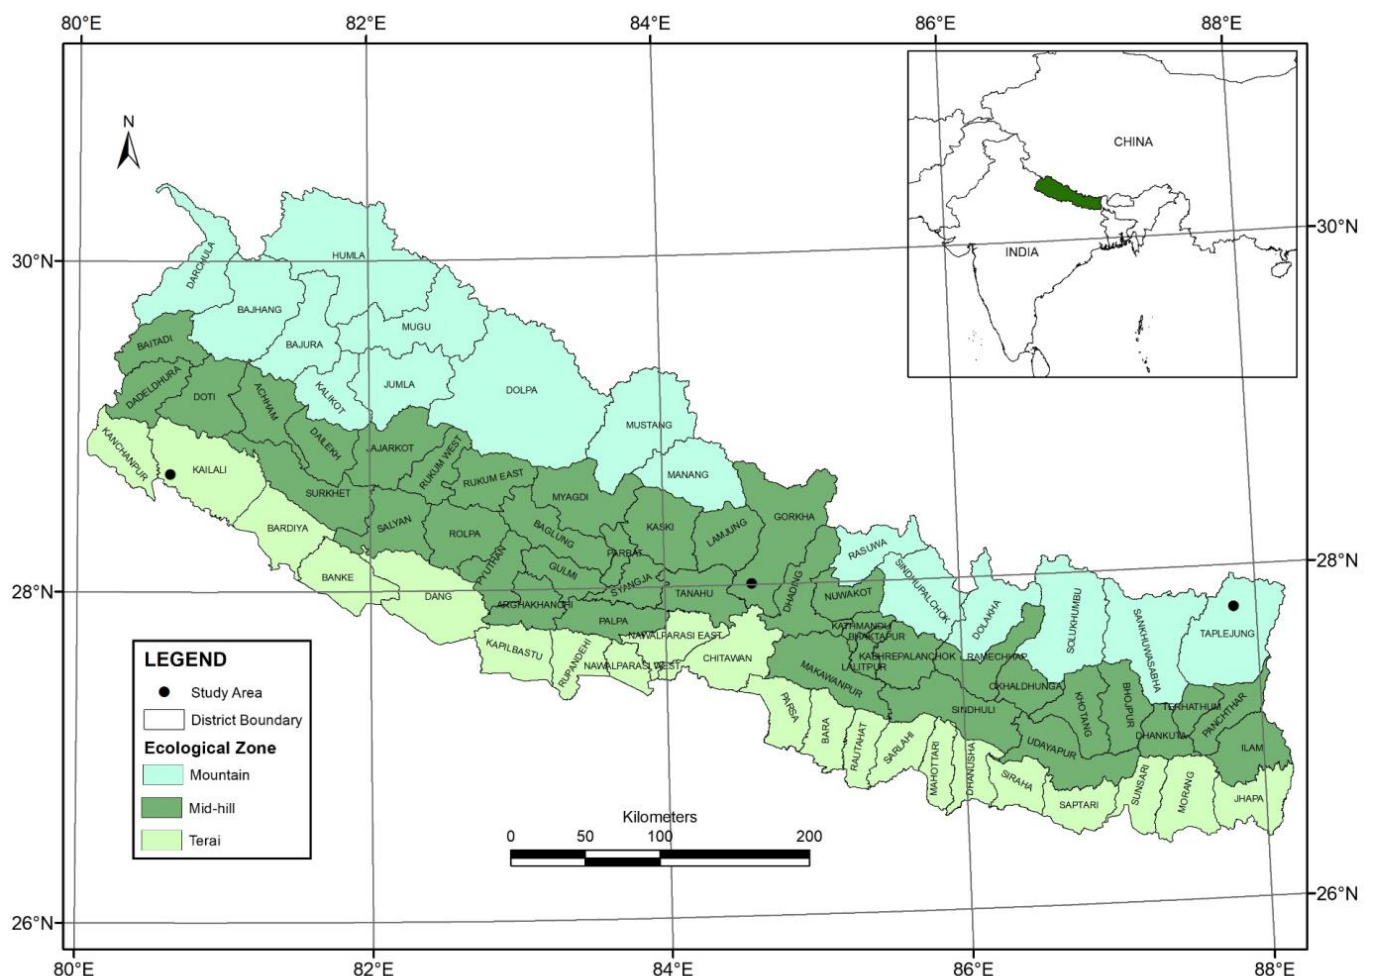 80°E 82°E 84°E 86°E 88°E
N
CHINA
INDIA
30°N
30°N
28°N
28°N
26°N
26°N
DARCHULA
HUMLA
BAJHANG
MUGU
BAJURA
BAITADI
DADELDHURA
DOTI
ACHHAM
KALIKOT
JUMLA
DOLPA
MUSTANG
MANANG
KANCHANPUR
KAILALI
DAILEKH
JAJARKOT
RUKUM WEST
RUKUM EAST
SURKHET
BARDIYA
SALYAN
ROLPA
MYAGDI
BAGLUNG
PARBAT
KASKI
LAMJUNG
GORKHA
BANKE
DANG
PYUTHAN
GULMI
SYANGJA
TANAHU
DHADING
NUWAKOT
RASUWA
SINDHUPALCHOK
DOLAKHA
SOLUKHUMBU
SANKHUWASABHA
TAPLEJUNG
ARGHAKHANCHI
PALPA
NAWALPARASI EAST
KAPILBASTU
RUPANDEHI
NAWALPARASI WEST
CHITAWAN
KATHMANDU
BHAKTAPUR
LALITPUR
KABHREPALANCHOK
RAMECHHAP
MAKAWANPUR
SINDHULI
OKHALDHUNGA
KHOTANG
BHOJPUR
TERHATHUM
PANCHTHAR
DHANKUTA
ILAM
UDAYAPUR
PARSA
BARA
RAUTAHAT
SARLAHI
MAHOTTARI
DHANUSHA
SIRAHA
SAPTARI
SUNSARI
MORANG
JHAPA
LEGEND
Study Area
District Boundary
Ecological Zone
Mountain
Mid-hill
Terai
Kilometers
0 50 100 200
80°E 82°E 84°E 86°E 88°E